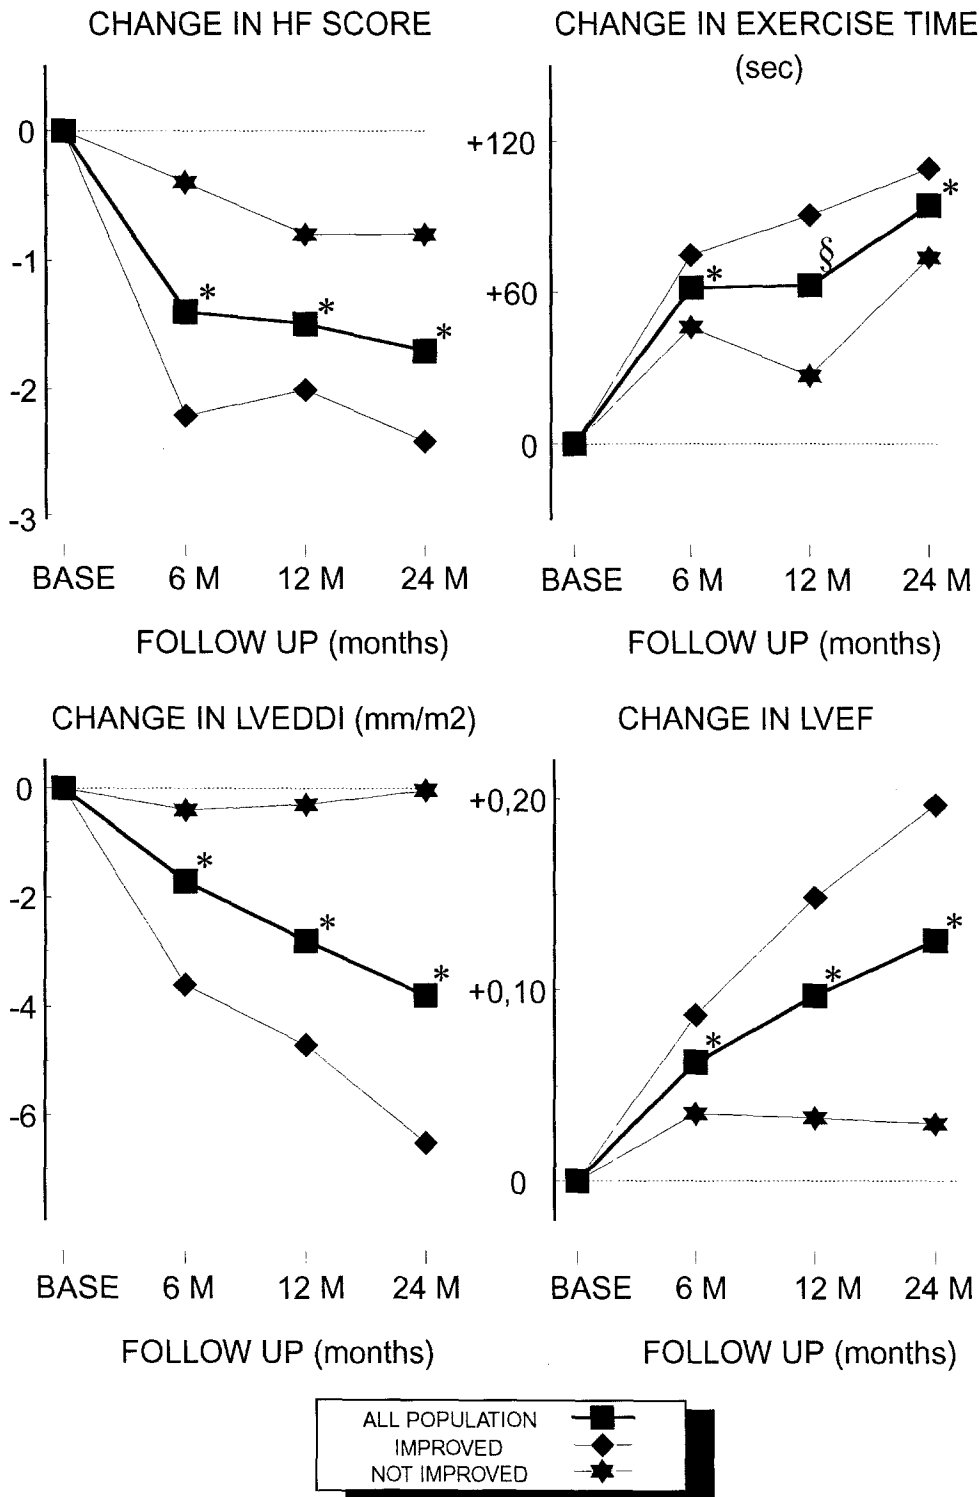 CHANGE IN HF SCORE
0
-1
-2
-3
*
*
*
BASE 6 M 12 M 24 M
FOLLOW UP (months)
CHANGE IN EXERCISE TIME
(sec)
+120
+60
0
*
§
*
BASE 6 M 12 M 24 M
FOLLOW UP (months)
CHANGE IN LVEDDI (mm/m2)
0
-2
-4
-6
*
*
*
BASE 6 M 12 M 24 M
FOLLOW UP (months)
CHANGE IN LVEF
+0,20
+0,10
0
*
*
*
BASE 6 M 12 M 24 M
FOLLOW UP (months)
ALL POPULATION
IMPROVED
NOT IMPROVED